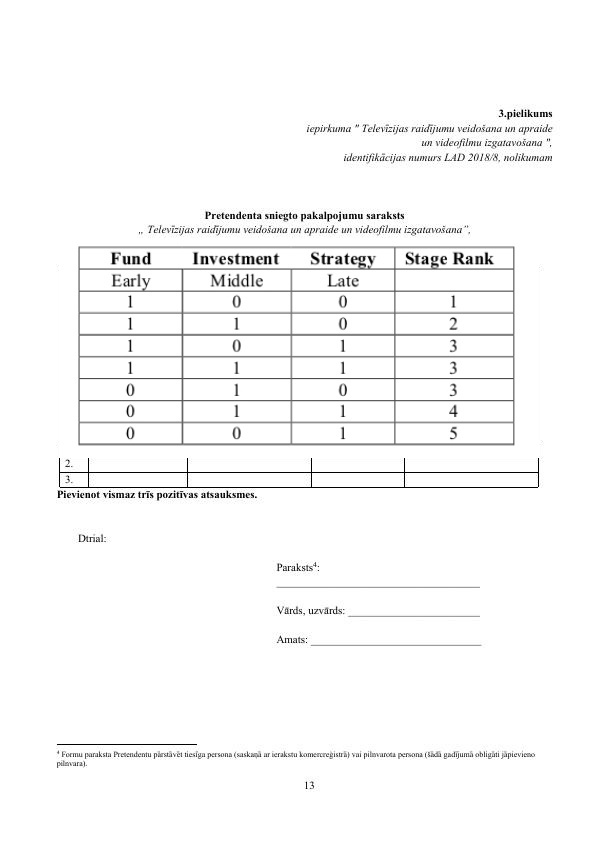 3.pielikums
iepirkuma " Televīzijas raidījumu veidošana un apraide
un videofilmu izgatavošana ",
identifikācijas numurs LAD 2018/8, nolikumam
Pretendenta sniegto pakalpojumu saraksts
„ Televīzijas raidījumu veidošana un apraide un videofilmu izgatavošana”,
Fund Investment Strategy Stage Rank
Early Middle Late
1 0 0 1
1 1 0 2
1 0 1 3
1 1 1 3
0 1 0 3
0 1 1 4
0 0 1 5
2.
3.
Pievienot vismaz trīs pozitīvas atsauksmes.
Dtrial:
Paraksts4:
Vārds, uzvārds:
Amats:
4 Formu paraksta Pretendentu pārstāvēt tiesīga persona (saskaņā ar ierakstu komercreģistrā) vai pilnvarota persona (šādā gadījumā obligāti jāpievieno
pilnvara).
13